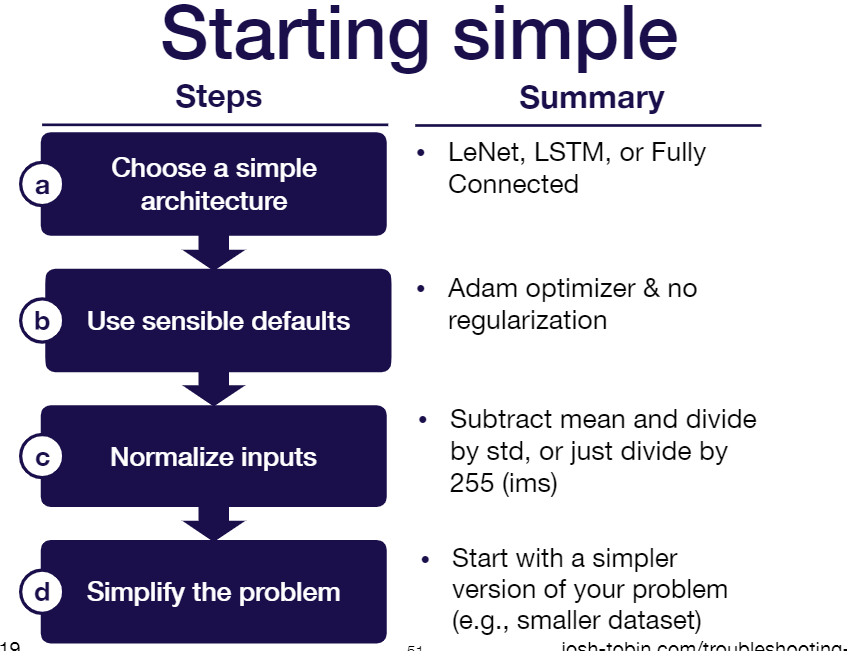 Starting simple
Steps
Summary
a
Choose a simple
architecture
• LeNet, LSTM, or Fully
Connected
b
Use sensible defaults
• Adam optimizer & no
regularization
c
Normalize inputs
• Subtract mean and divide
by std, or just divide by
255 (ims)
d
Simplify the problem
• Start with a simpler
version of your problem
(e.g., smaller dataset)
19
51
josh-tobin.com/troubleshooting-